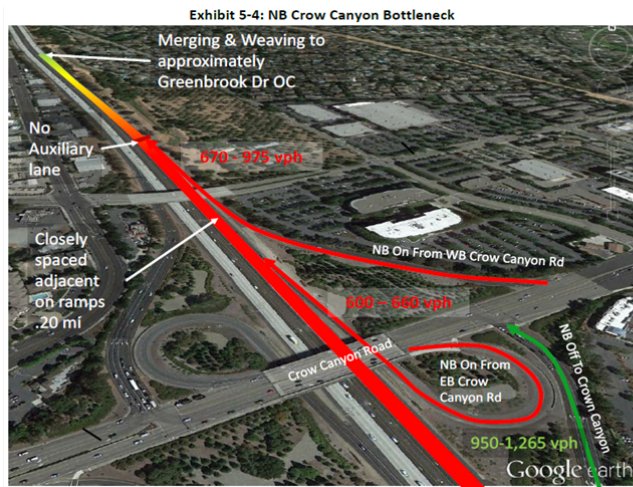 Exhibit 5-4: NB Crow Canyon Bottleneck
Merging & Weaving to
approximately
Greenbrook Dr OC
No
Auxiliary
lane
670 - 975 vph
Closely
spaced
adjacent
on ramps
.20 mi
NB On From WB Crow Canyon Rd
600 – 660 vph
Crow Canyon Road
NB On From
EB Crow
Canyon Rd
NB Off To Crown Canyon
950-1,265 vph
Google earth